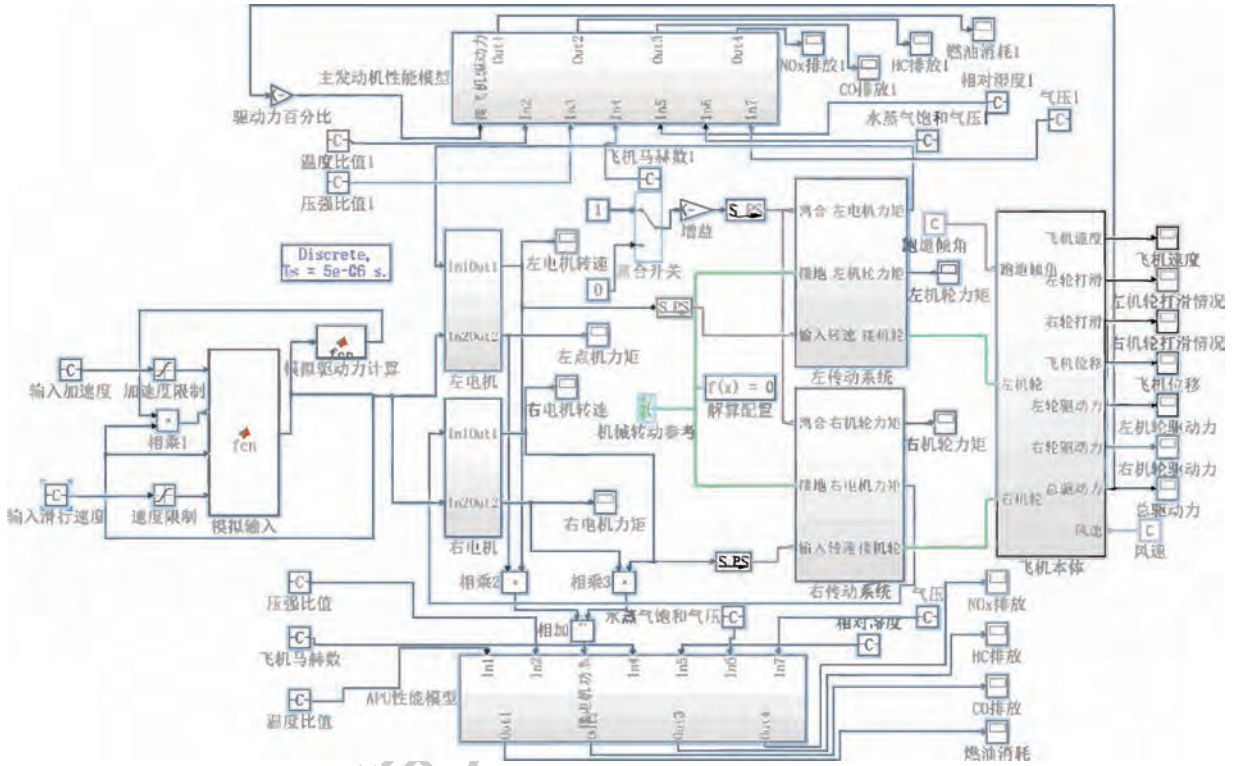 Out1
Out2
Out3
Out4
主发动机性能模型
接飞机驱动力
In2
In3
In4
In5
In6
In7
NOx排放1
CO排放1
HC排放1
燃油消耗1
相对湿度1
水蒸气饱和气压1
气压1
驱动力百分比
C
温度比值1
C
压强比值1
飞机马赫数1
C
1
0
增益
S PS
Discrete,
Ts = 5e-06 s.
In1Out1
In2Out2
左电机
左电机转速
左点机力矩
啮合 左电机力矩
接地 左机轮力矩
输入转速 接机轮
左传动系统
左机轮力矩
C
跑道倾角
跑道倾角
飞机速度
左轮打滑
右轮打滑
飞机位移
左轮驱动力
右轮驱动力
总驱动力
风速
左机轮
右机轮
飞机本体
飞机速度
左机轮打滑情况
右机轮打滑情况
飞机位移
左机轮驱动力
右机轮驱动力
总驱动力
C
风速
C
输入加速度
加速度限制
相乘1
fcn
模拟驱动力计算
fcn
模拟输入
C
输入滑行速度
速度限制
S PS
In1Out1
In2Out2
右电机
右电机转速
右电机力矩
机械转动参考
f(x) = 0
解算配置
啮合 右机轮力矩
接地 右电机力矩
输入转速 接机轮
右传动系统
右机轮力矩
S PS
相乘2
相乘3
相加
C
压强比值
C
飞机马赫数
C
温度比值
水蒸气饱和气压
C
相对湿度
C
气压
C
APU性能模型
In1
In2
In4
In5
In6
In7
Out1
Out3
Out4
NOx排放
HC排放
CO排放
燃油消耗